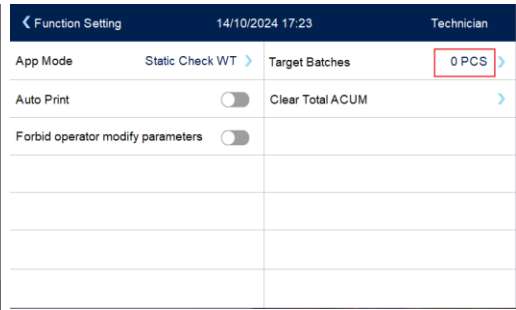 Function Setting 14/10/2024 17:23 Technician
App Mode Static Check WT Target Batches 0 PCS
Auto Print Clear Total ACUM
Forbid operator modify parameters